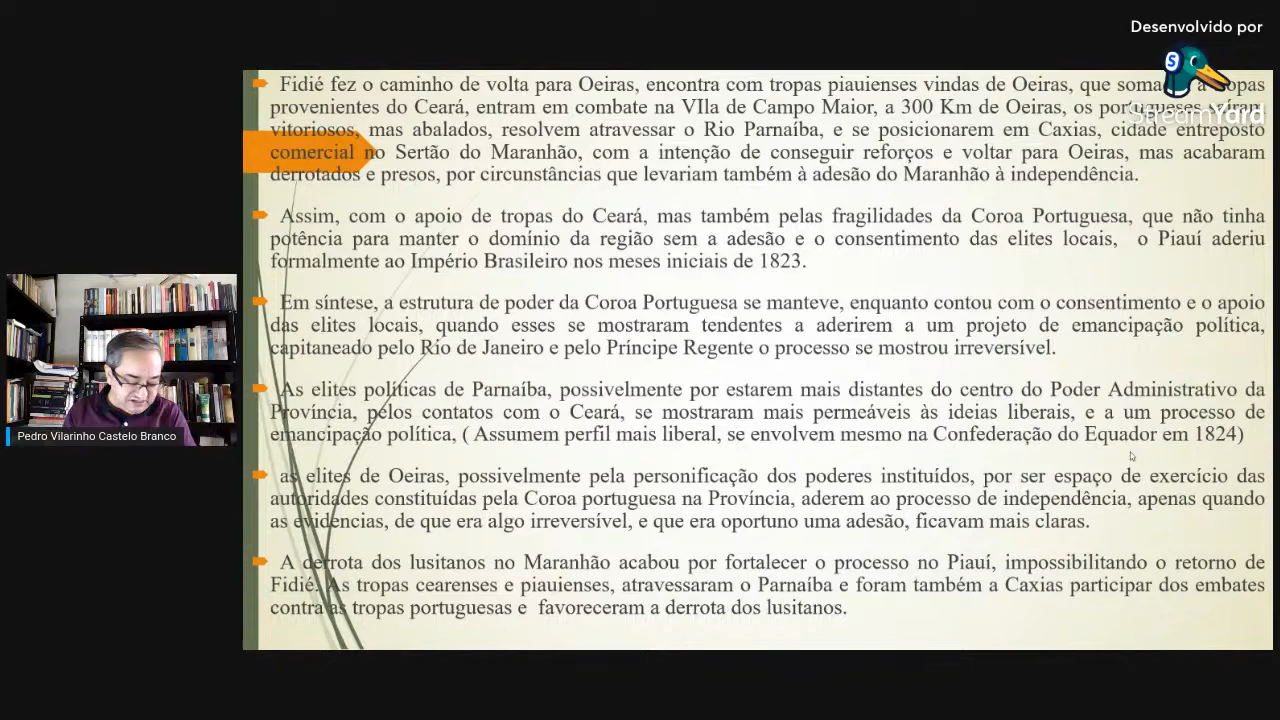 Desenvolvido por
StreamYard
Fidié fez o caminho de volta para Oeiras, encontra com tropas piauienses vindas de Oeiras, que
provenientes do Ceará, entram em combate na VIla de Campo Maior, a 300 Km de Oeiras, os portugueses
vitoriosos, mas abalados, resolvem atravessar o Rio Parnaíba, e se posicionarem em Caxias, cidade entreposto
comercial no Sertão do Maranhão, com a intenção de conseguir reforços e voltar para Oeiras, mas acabaram
derrotados e presos, por circunstâncias que levariam também à adesão do Maranhão à independência.
Assim, com o apoio de tropas do Ceará, mas também pelas fragilidades da Coroa Portuguesa, que não tinha
potência para manter o domínio da região sem a adesão e o consentimento das elites locais, o Piauí aderiu
formalmente ao Império Brasileiro nos meses iniciais de 1823.
Em síntese, a estrutura de poder da Coroa Portuguesa se manteve, enquanto contou com o consentimento e o apoio
das elites locais, quando esses se mostraram tendentes a aderirem a um projeto de emancipação política,
capitaneado pelo Rio de Janeiro e pelo Príncipe Regente o processo se mostrou irreversível.
As elites políticas de Parnaíba, possivelmente por estarem mais distantes do centro do Poder Administrativo da
Província, pelos contatos com o Ceará, se mostraram mais permeáveis às ideias liberais, e a um processo de
emancipação política, ( Assumem perfil mais liberal, se envolvem mesmo na Confederação do Equador em 1824)
as elites de Oeiras, possivelmente pela personificação dos poderes instituídos, por ser espaço de exercício das
autoridades constituídas pela Coroa portuguesa na Província, aderem ao processo de independência, apenas quando
as evidencias, de que era algo irreversível, e que era oportuno uma adesão, ficavam mais claras.
A derrota dos lusitanos no Maranhão acabou por fortalecer o processo no Piauí, impossibilitando o retorno de
Fidié. As tropas cearenses e piauienses, atravessaram o Parnaíba e foram também a Caxias participar dos embates
contra as tropas portuguesas e favoreceram a derrota dos lusitanos.
Pedro Vilarinho Castelo Branco